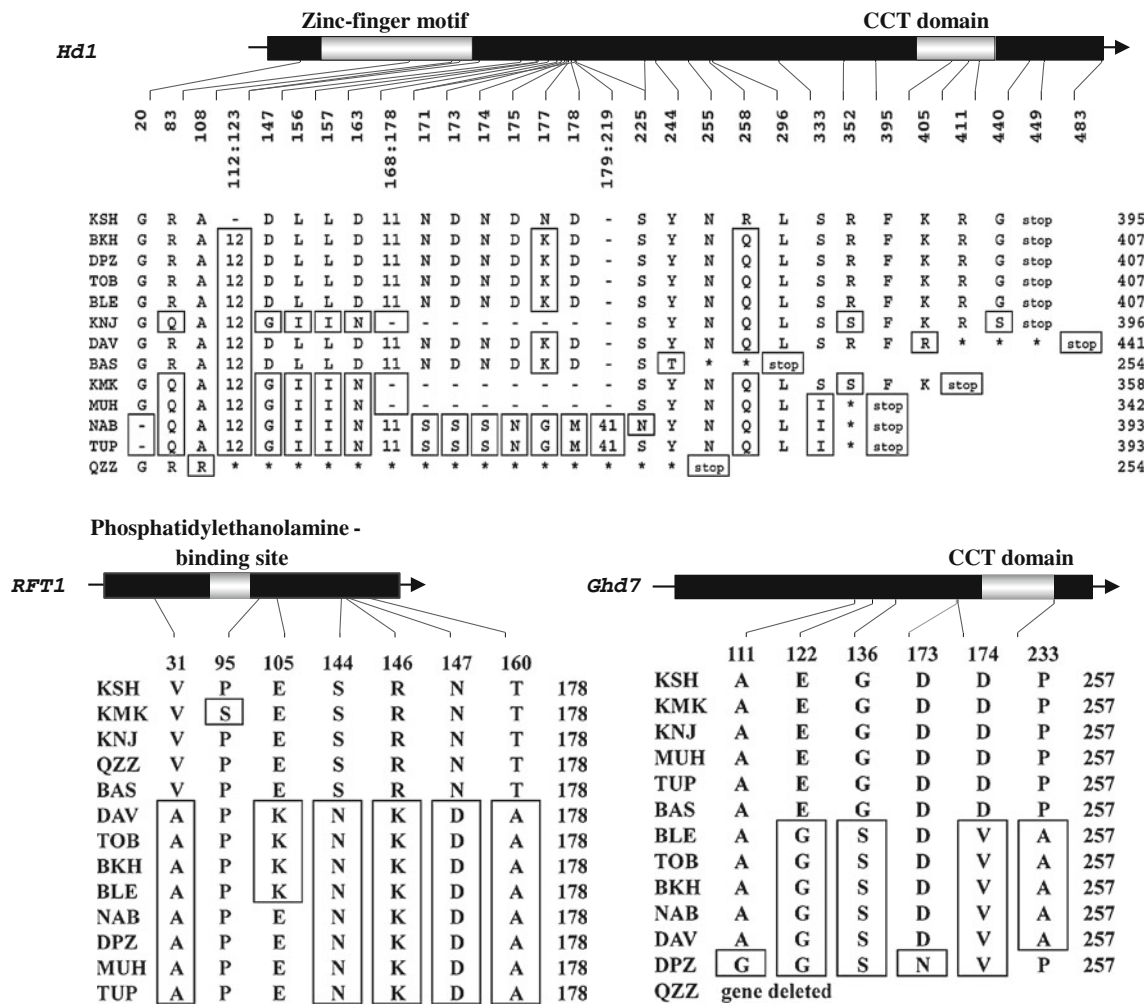 Zinc-finger motif CCT domain
Hd1
20 83 108 112:123 147 156 157 163 168:178 171 173 174 175 177 178 179:219 225 244 255 258 296 333 352 395 405 411 440 449 483
KSH G R A - D L L D 11 N D N D N D - S Y N R L S R F K R G stop 395
BKH G R A 12 D L L D 11 N D N D K D - S Y N Q L S R F K R G stop 407
DPZ G R A 12 D L L D 11 N D N D K D - S Y N Q L S R F K R G stop 407
TOB G R A 12 D L L D 11 N D N D K D - S Y N Q L S R F K R G stop 407
BLE G R A 12 D L L D 11 N D N D K D - S Y N Q L S R F K R G stop 407
KNJ G Q A 12 G I I N - - - - - - - - S Y N Q L S S F K R S stop 396
DAV G R A 12 D L L D 11 N D N D K D - S Y N Q L S R F R * * * stop 441
BAS G R A 12 D L L D 11 N D N D K D - S T * * stop 254
KMK G Q A 12 G I I N - - - - - - - - S Y N Q L S S F K stop 358
MUH G Q A 12 G I I N - - - - - - - - S Y N Q L I * stop 342
NAB - Q A 12 G I I N 11 S S S N G M 41 N Y N Q L I * stop 393
TUP - Q A 12 G I I N 11 S S S N G M 41 S Y N Q L I * stop 393
QZZ G R R * * * * * * * * * * * * * * * stop 254
Phosphatidylethanolamine -
binding site
RFT1
31 95 105 144 146 147 160
KSH V P E S R N T 178
KMK V S E S R N T 178
KNJ V P E S R N T 178
QZZ V P E S R N T 178
BAS V P E S R N T 178
DAV A P K N K D A 178
TOB A P K N K D A 178
BKH A P K N K D A 178
BLE A P K N K D A 178
NAB A P E N K D A 178
DPZ A P E N K D A 178
MUH A P E N K D A 178
TUP A P E N K D A 178
CCT domain
Ghd7
111 122 136 173 174 233
KSH A E G D D P 257
KMK A E G D D P 257
KNJ A E G D D P 257
MUH A E G D D P 257
TUP A E G D D P 257
BAS A E G D D P 257
BLE A G S D V A 257
TOB A G S D V A 257
BKH A G S D V A 257
NAB A G S D V A 257
DAV A G S D V A 257
DPZ G G S N V P 257
QZZ gene deleted